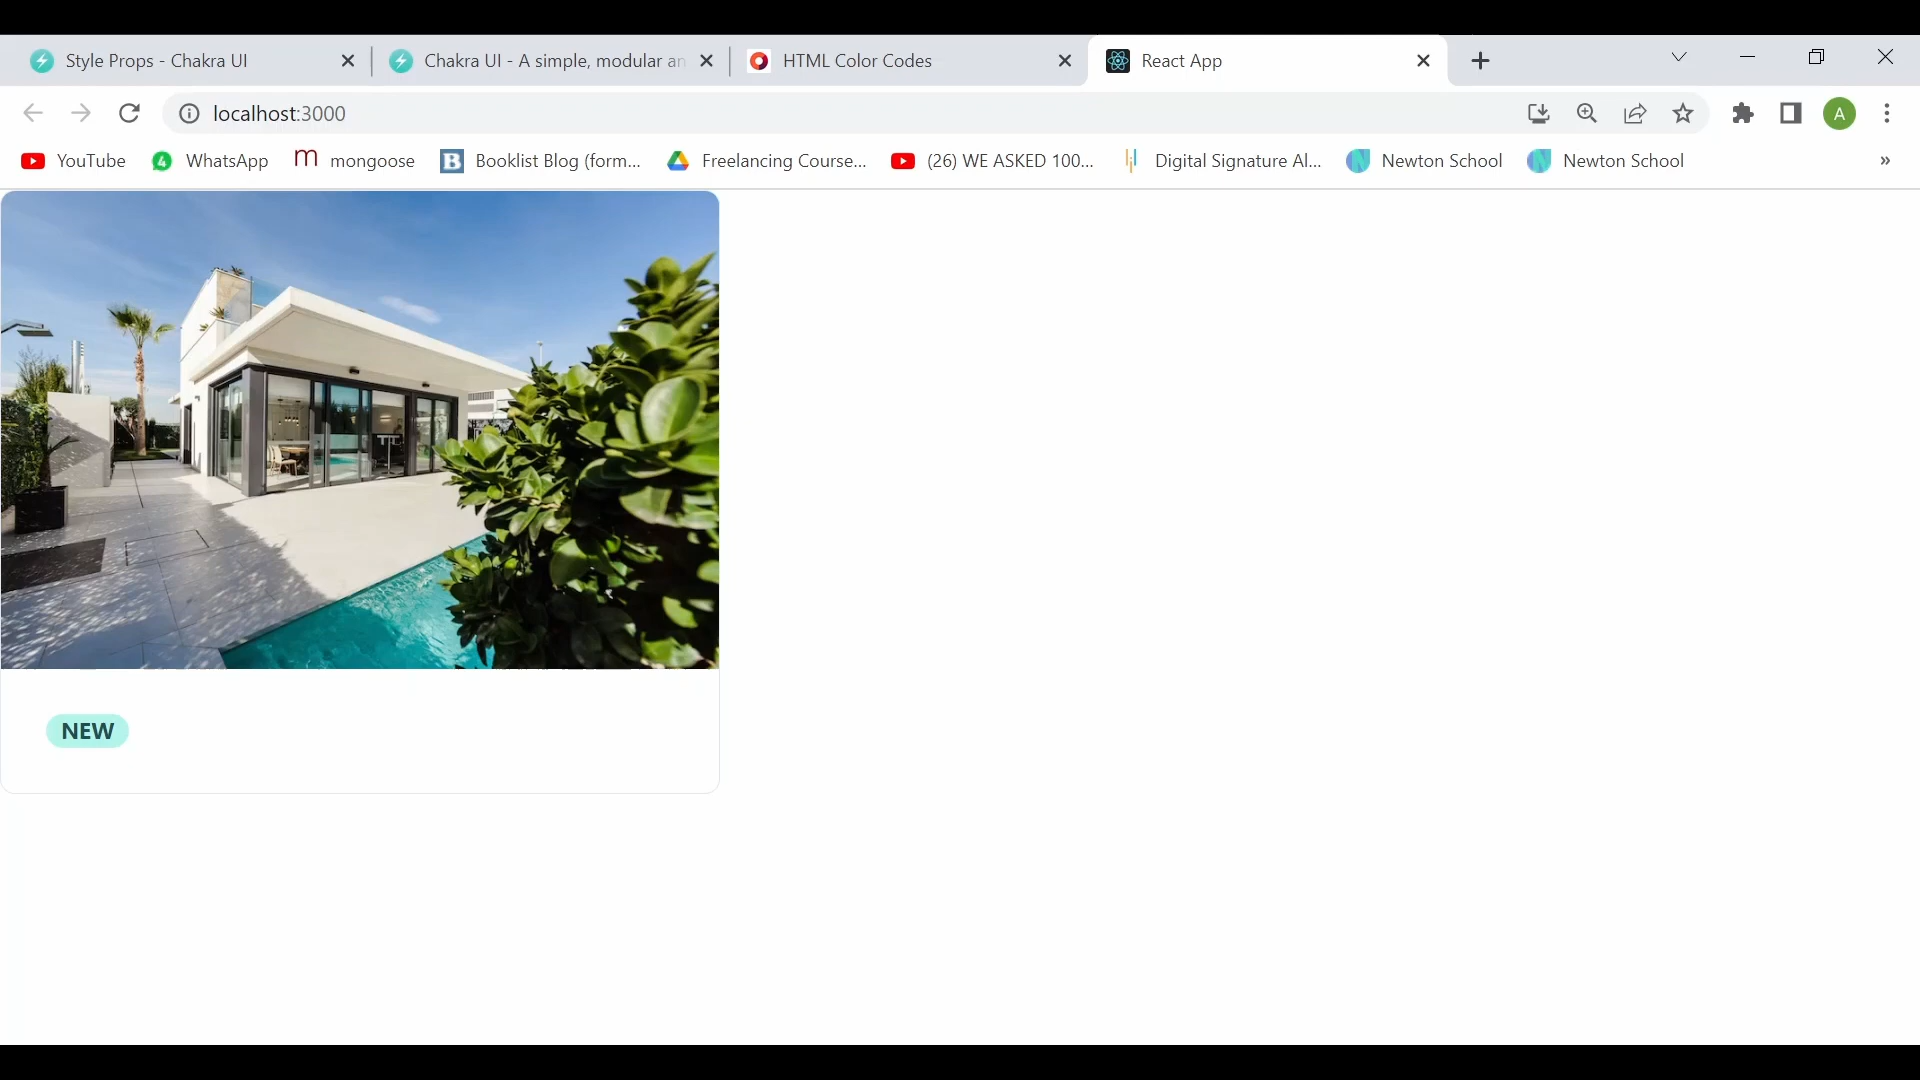 Style Props - Chakra UI
Chakra UI - A simple, modular an
HTML Color Codes
React App
localhost:3000
A
YouTube
4 WhatsApp
m mongoose
B Booklist Blog (form...
Freelancing Course...
(26) WE ASKED 100...
Digital Signature Al...
N Newton School
N Newton School
»
NEW